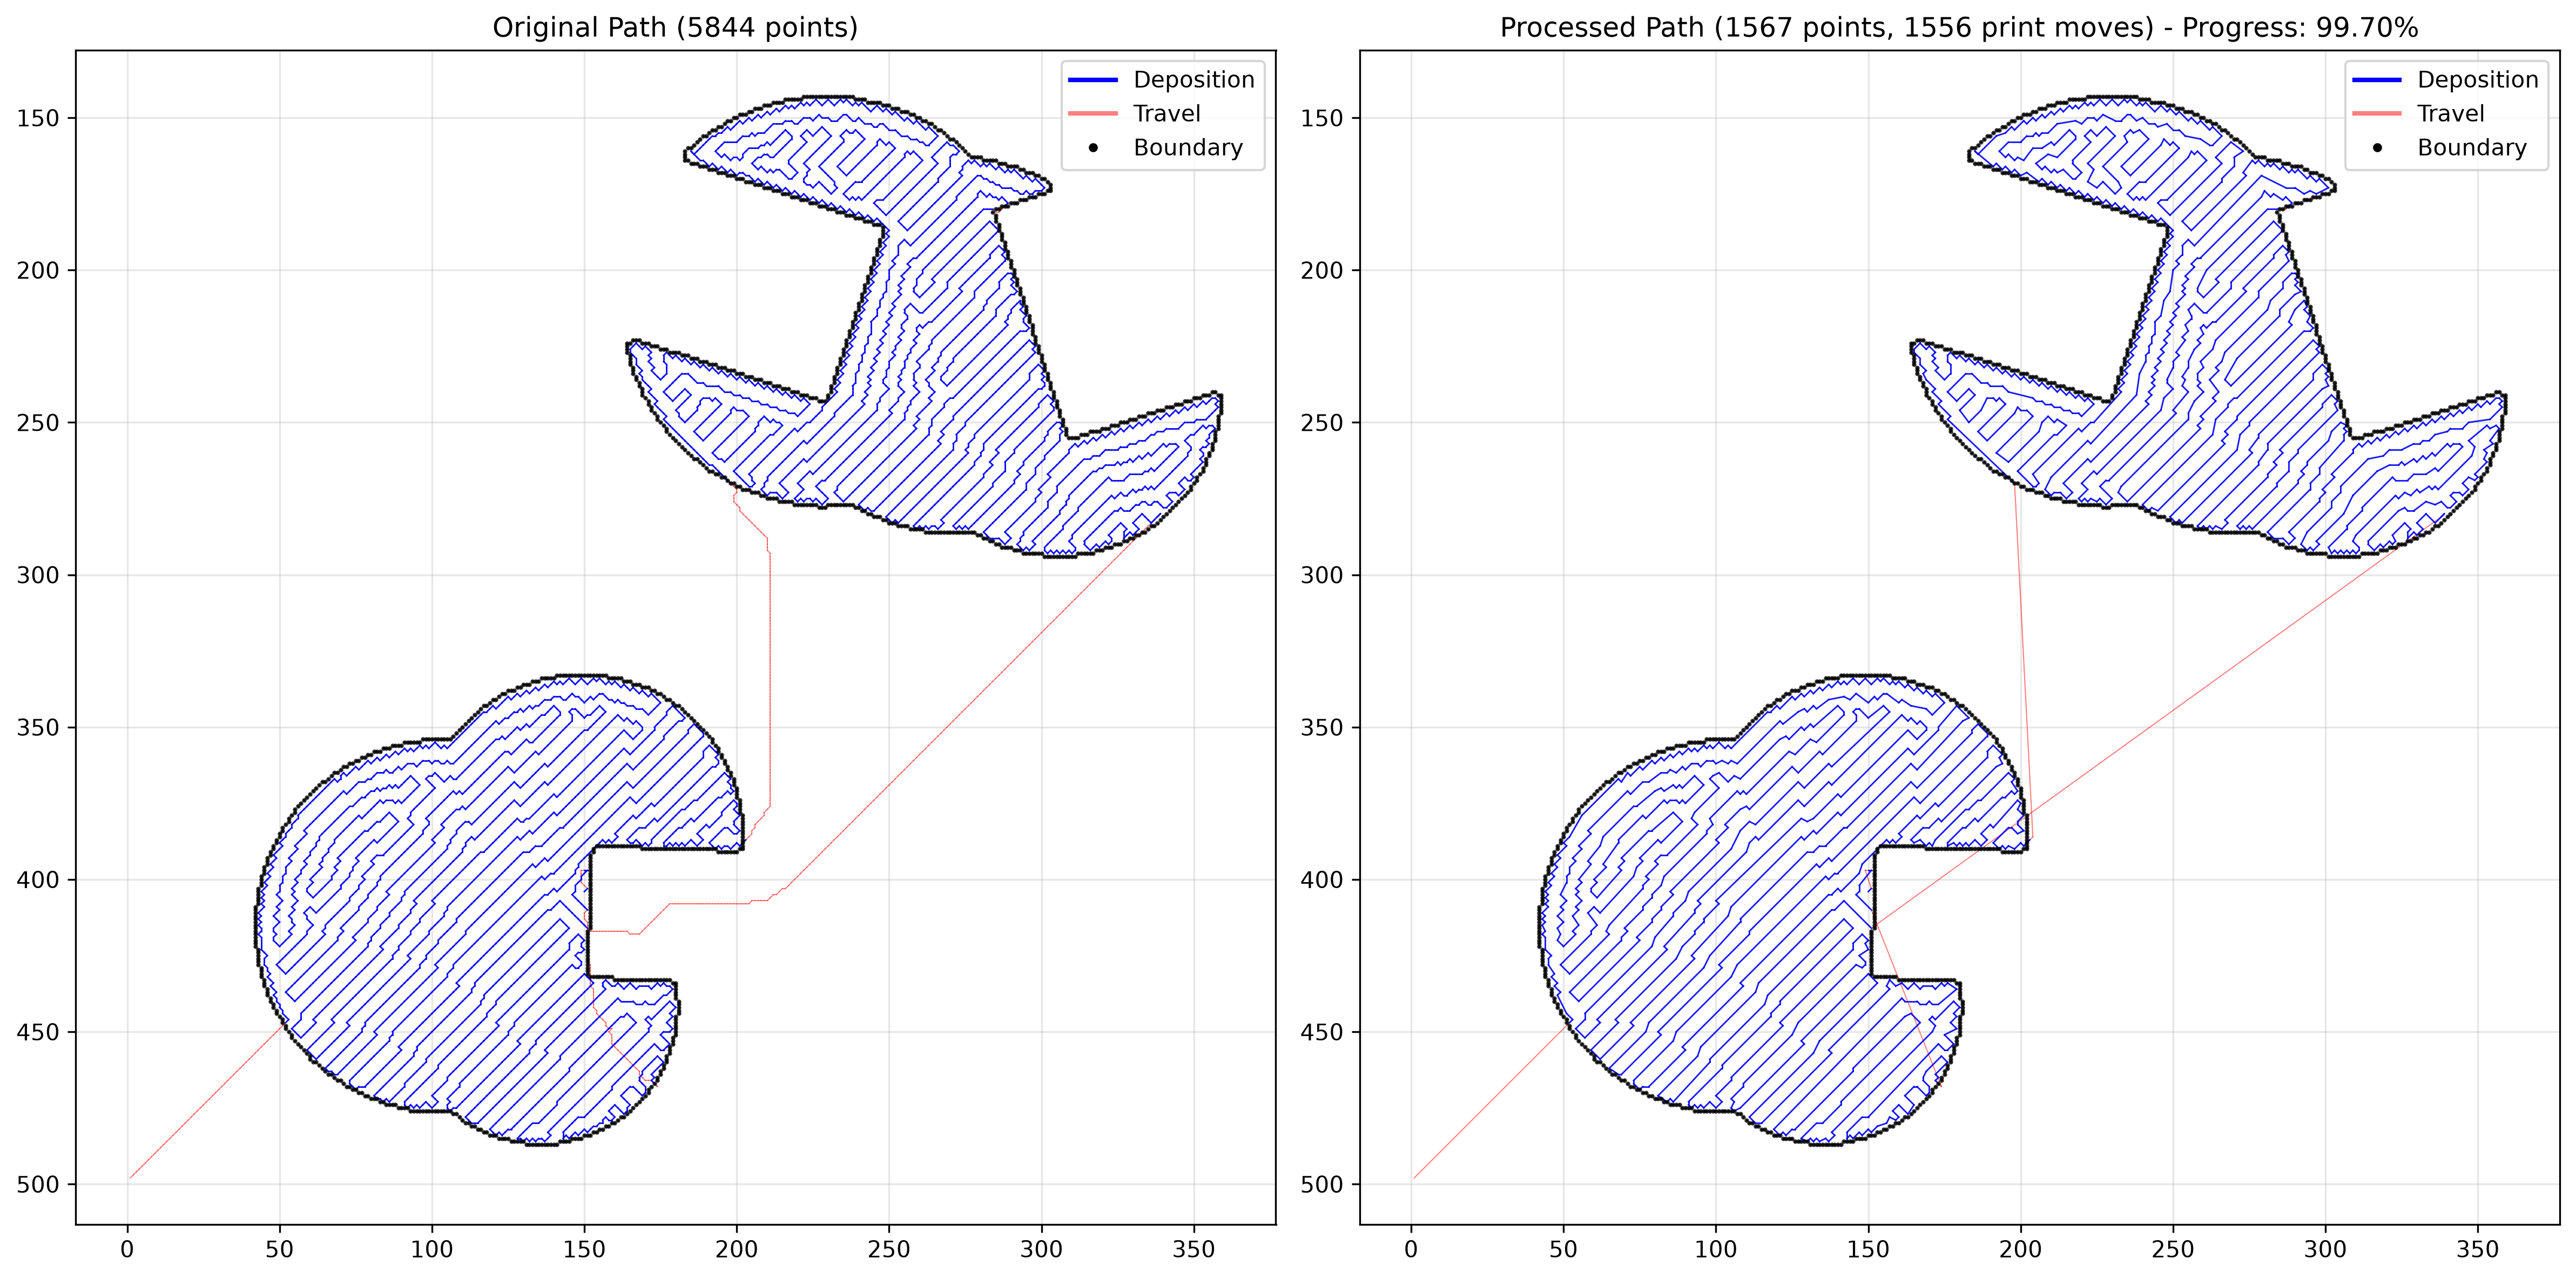 Original Path (5844 points)
Deposition
Travel
Boundary
150
200
250
300
350
400
450
500
0 50 100 150 200 250 300 350
Processed Path (1567 points, 1556 print moves) - Progress: 99.70%
Deposition
Travel
Boundary
150
200
250
300
350
400
450
500
0 50 100 150 200 250 300 350